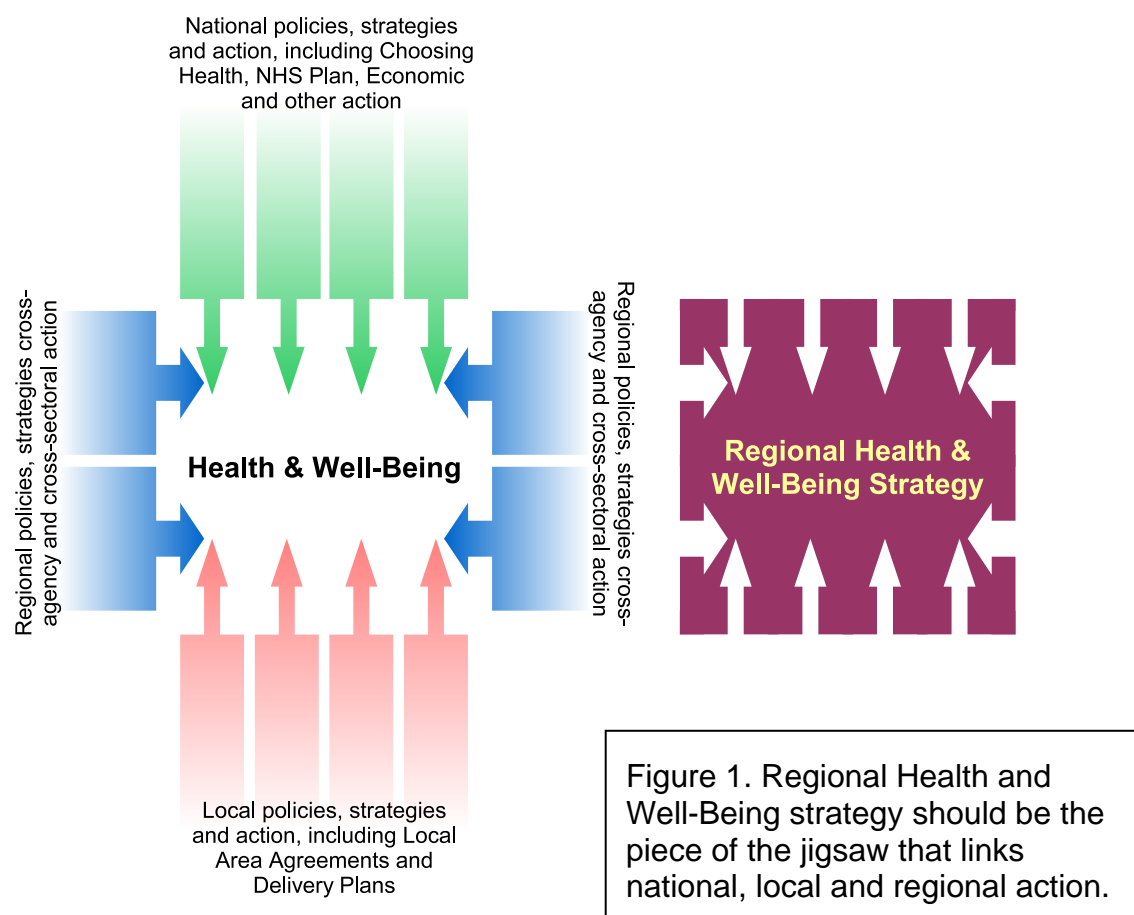 National policies, strategies
and action, including Choosing
Health, NHS Plan, Economic
and other action
Regional policies, strategies cross-
agency and cross-sectoral action
Health & Well-Being
Regional policies, strategies cross-
agency and cross-sectoral action
Regional Health &
Well-Being Strategy
Local policies, strategies
and action, including Local
Area Agreements and
Delivery Plans
Figure 1. Regional Health and
Well-Being strategy should be the
piece of the jigsaw that links
national, local and regional action.